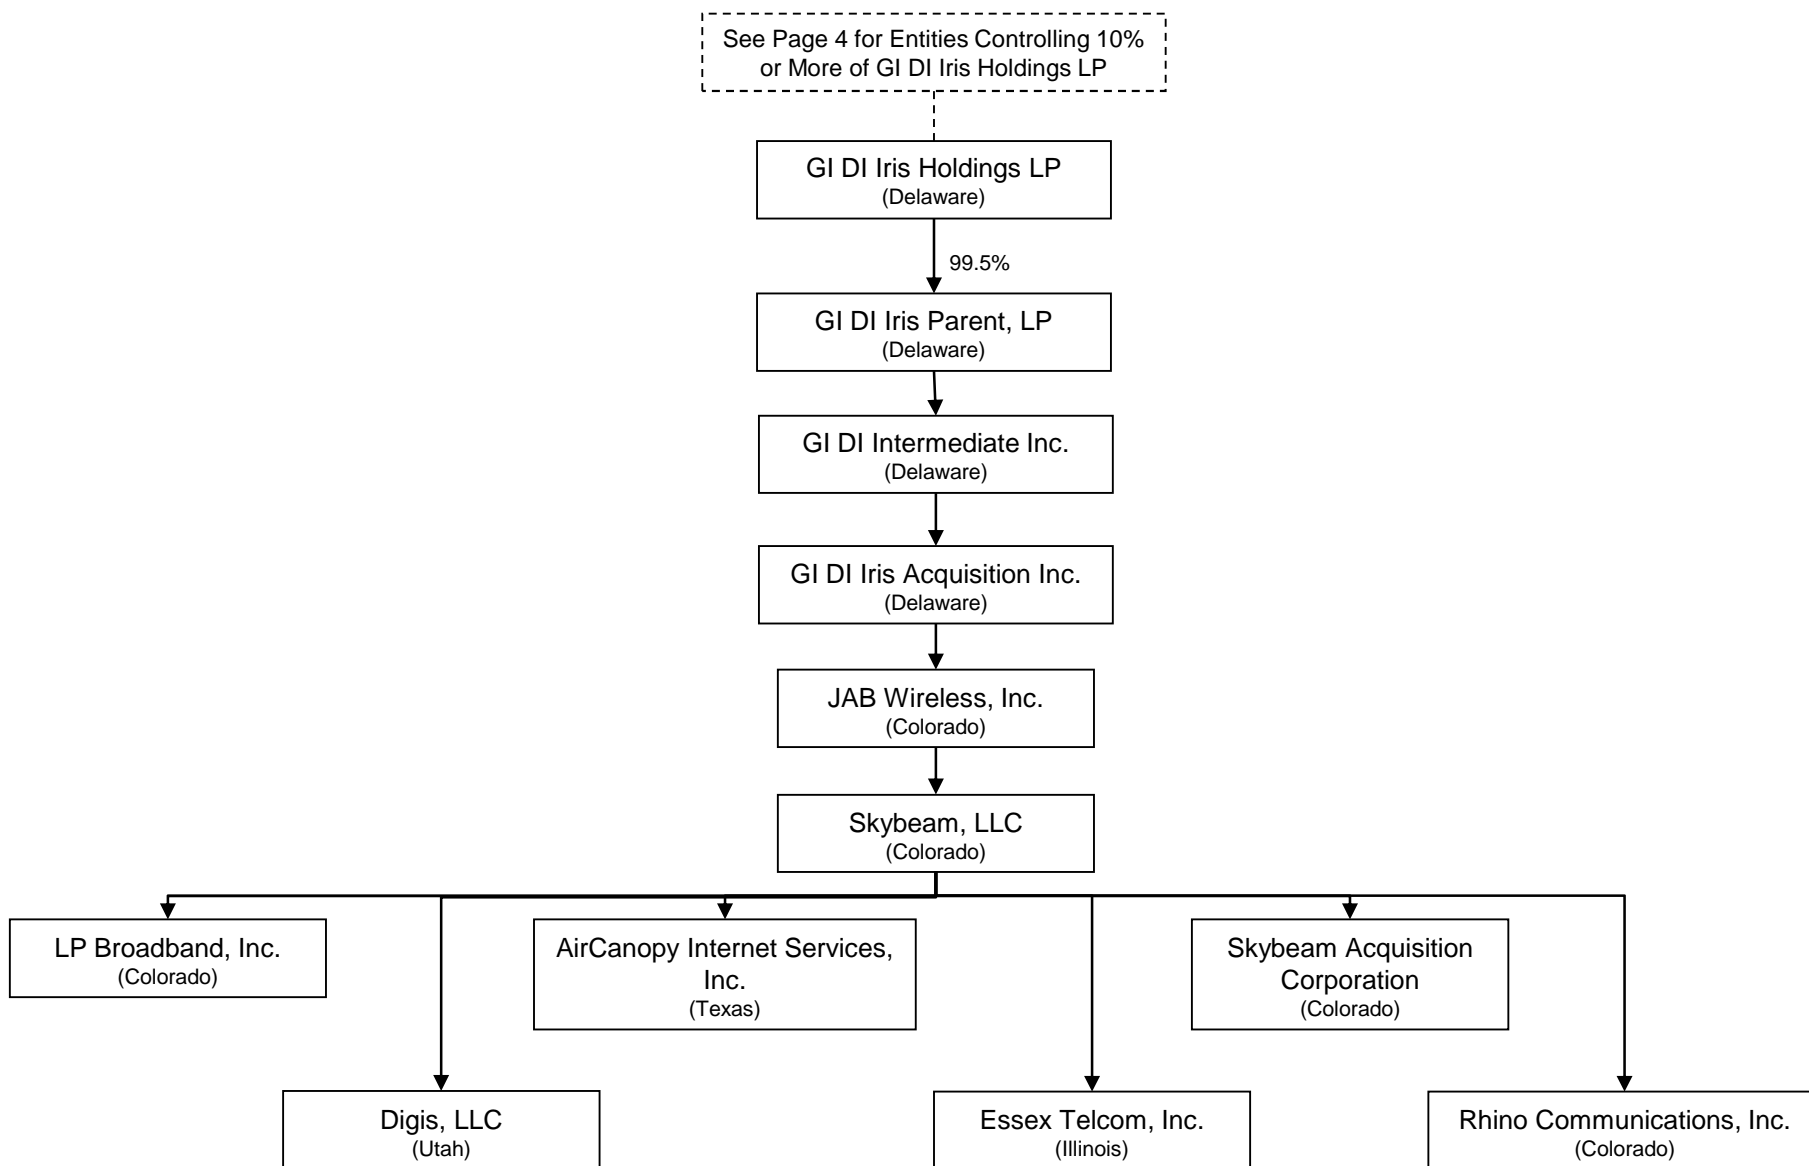 See Page 4 for Entities Controlling 10%
or More of GI DI Iris Holdings LP
GI DI Iris Holdings LP
(Delaware)
99.5%
GI DI Iris Parent, LP
(Delaware)
GI DI Intermediate Inc.
(Delaware)
GI DI Iris Acquisition Inc.
(Delaware)
JAB Wireless, Inc.
(Colorado)
Skybeam, LLC
(Colorado)
LP Broadband, Inc.
(Colorado)
AirCanopy Internet Services,
Inc.
(Texas)
Skybeam Acquisition
Corporation
(Colorado)
Digis, LLC
(Utah)
Essex Telcom, Inc.
(Illinois)
Rhino Communications, Inc.
(Colorado)